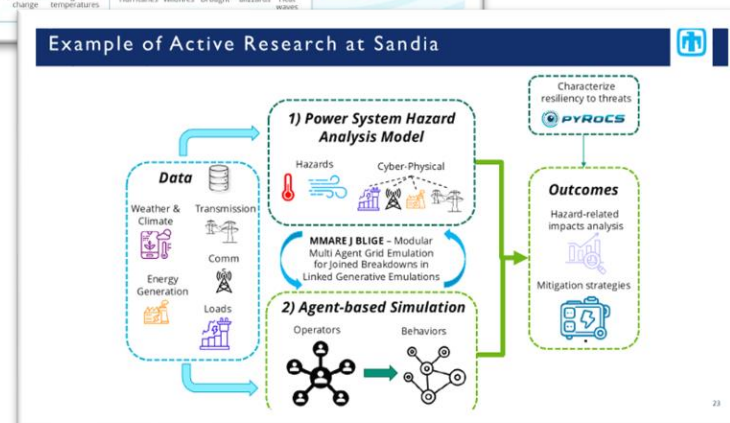 change temperatures
waves
Example of Active Research at Sandia
Characterize
resiliency to threats
PYROCS
1) Power System Hazard
Analysis Model
Hazards
Cyber-Physical
Data
Weather &
Climate
Transmission
Comm
Energy
Generation
Loads
MMARE J BLIGE – Modular
Multi Agent Grid Emulation
for Joined Breakdowns in
Linked Generative Emulations
2) Agent-based Simulation
Operators
Behaviors
Outcomes
Hazard-related
impacts analysis
Mitigation strategies
23